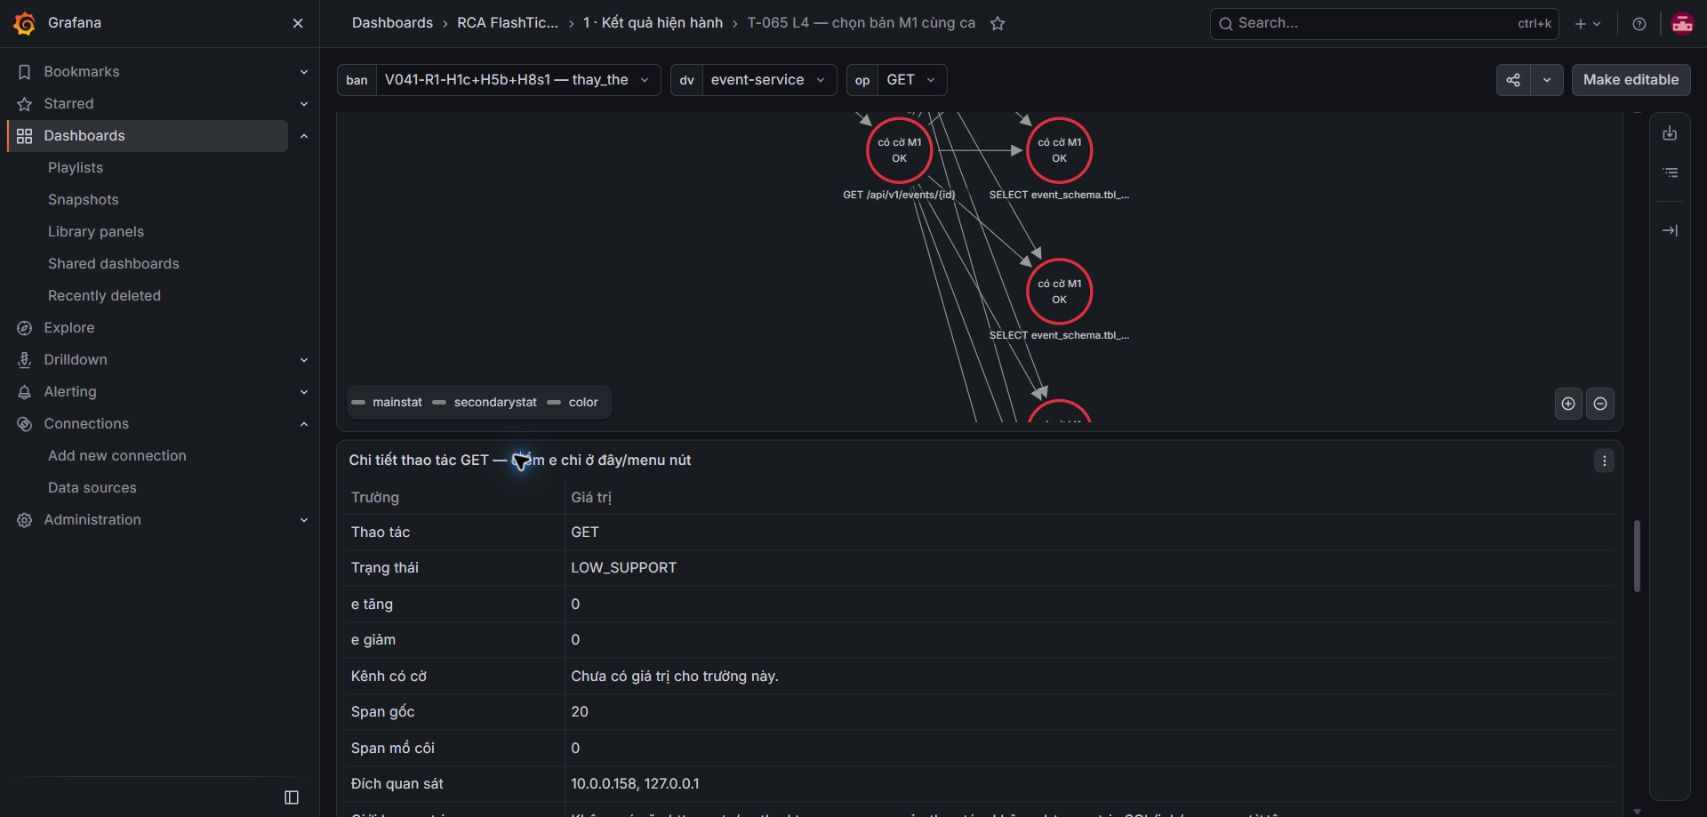 Grafana
Dashboards › RCA FlashTic... › 1 · Kết quả hiện hành › T-065 L4 — chọn bản M1 cùng ca
Search... ctrl+k
Bookmarks
Starred
Dashboards
Playlists
Snapshots
Library panels
Shared dashboards
Recently deleted
Explore
Drilldown
Alerting
Connections
Add new connection
Data sources
Administration
ban V041-R1-H1c+H5b+H8s1 — thay_the
dv event-service
op GET
Make editable
có cờ M1
OK
GET /api/v1/events/{id}
có cờ M1
OK
SELECT event_schema.tbl_...
có cờ M1
OK
SELECT event_schema.tbl_...
mainstat secondarystat color
Chi tiết thao tác GET — e chỉ ở đây/menu nút
Trường Giá trị
Thao tác GET
Trạng thái LOW_SUPPORT
e tăng 0
e giảm 0
Kênh có cờ Chưa có giá trị cho trường này.
Span gốc 20
Span mồ côi 0
Đích quan sát 10.0.0.158, 127.0.0.1